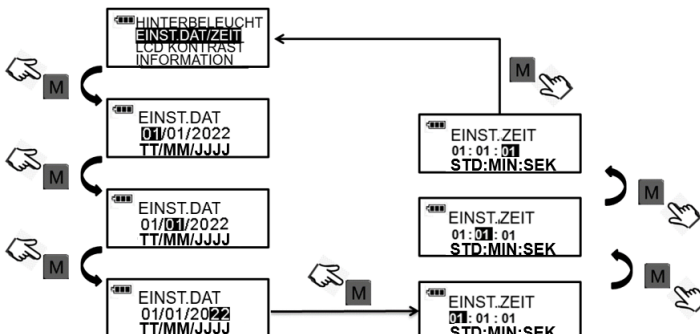 HINTERBELEUCHT
EINST.DAT/ZEIT
LCD KONTRAST
INFORMATION
M
EINST.DAT
01/01/2022
TT/MM/JJJJ
M
EINST.DAT
01/01/2022
TT/MM/JJJJ
M
EINST.DAT
01/01/2022
TT/MM/JJJJ
M
EINST..ZEIT
01:01:01
STD:MIN:SEK
M
EINST..ZEIT
01:01:01
STD:MIN:SEK
M
EINST.ZEIT
01:01:01
STD:MIN:SEK
M